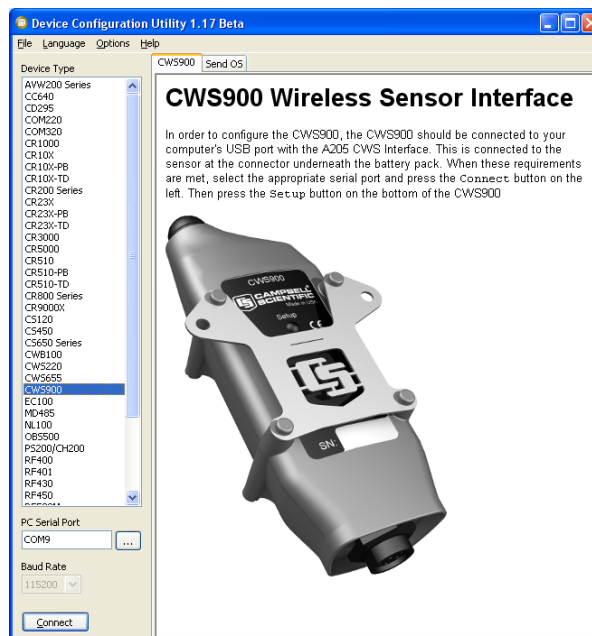 Device Configuration Utility 1.17 Beta
File Language Options Help
Device Type
AVW200 Series
CC640
CD295
COM220
COM320
CR1000
CR10X
CR10X-PB
CR10X-TD
CR200 Series
CR23X
CR23X-PB
CR23X-TD
CR3000
CR5000
CR510
CR510-PB
CR510-TD
CR800 Series
CR9000X
CS120
CS450
CS650 Series
CWB100
CWS220
CWS655
CWS900
EC100
MD485
NL100
OBS500
PS200/CH200
RF400
RF401
RF430
RF450
PC Serial Port
COM9
...
Baud Rate
115200
Connect
CWS900 Send OS
CWS900 Wireless Sensor Interface
In order to configure the CWS900, the CWS900 should be connected to your
computer's USB port with the A205 CWS Interface. This is connected to the
sensor at the connector underneath the battery pack. When these requirements
are met, select the appropriate serial port and press the Connect button on the
left. Then press the Setup button on the bottom of the CWS900
CWS900
CAMPBELL
SCIENTIFIC
Made in USA
Setup
CE
CS
SN: